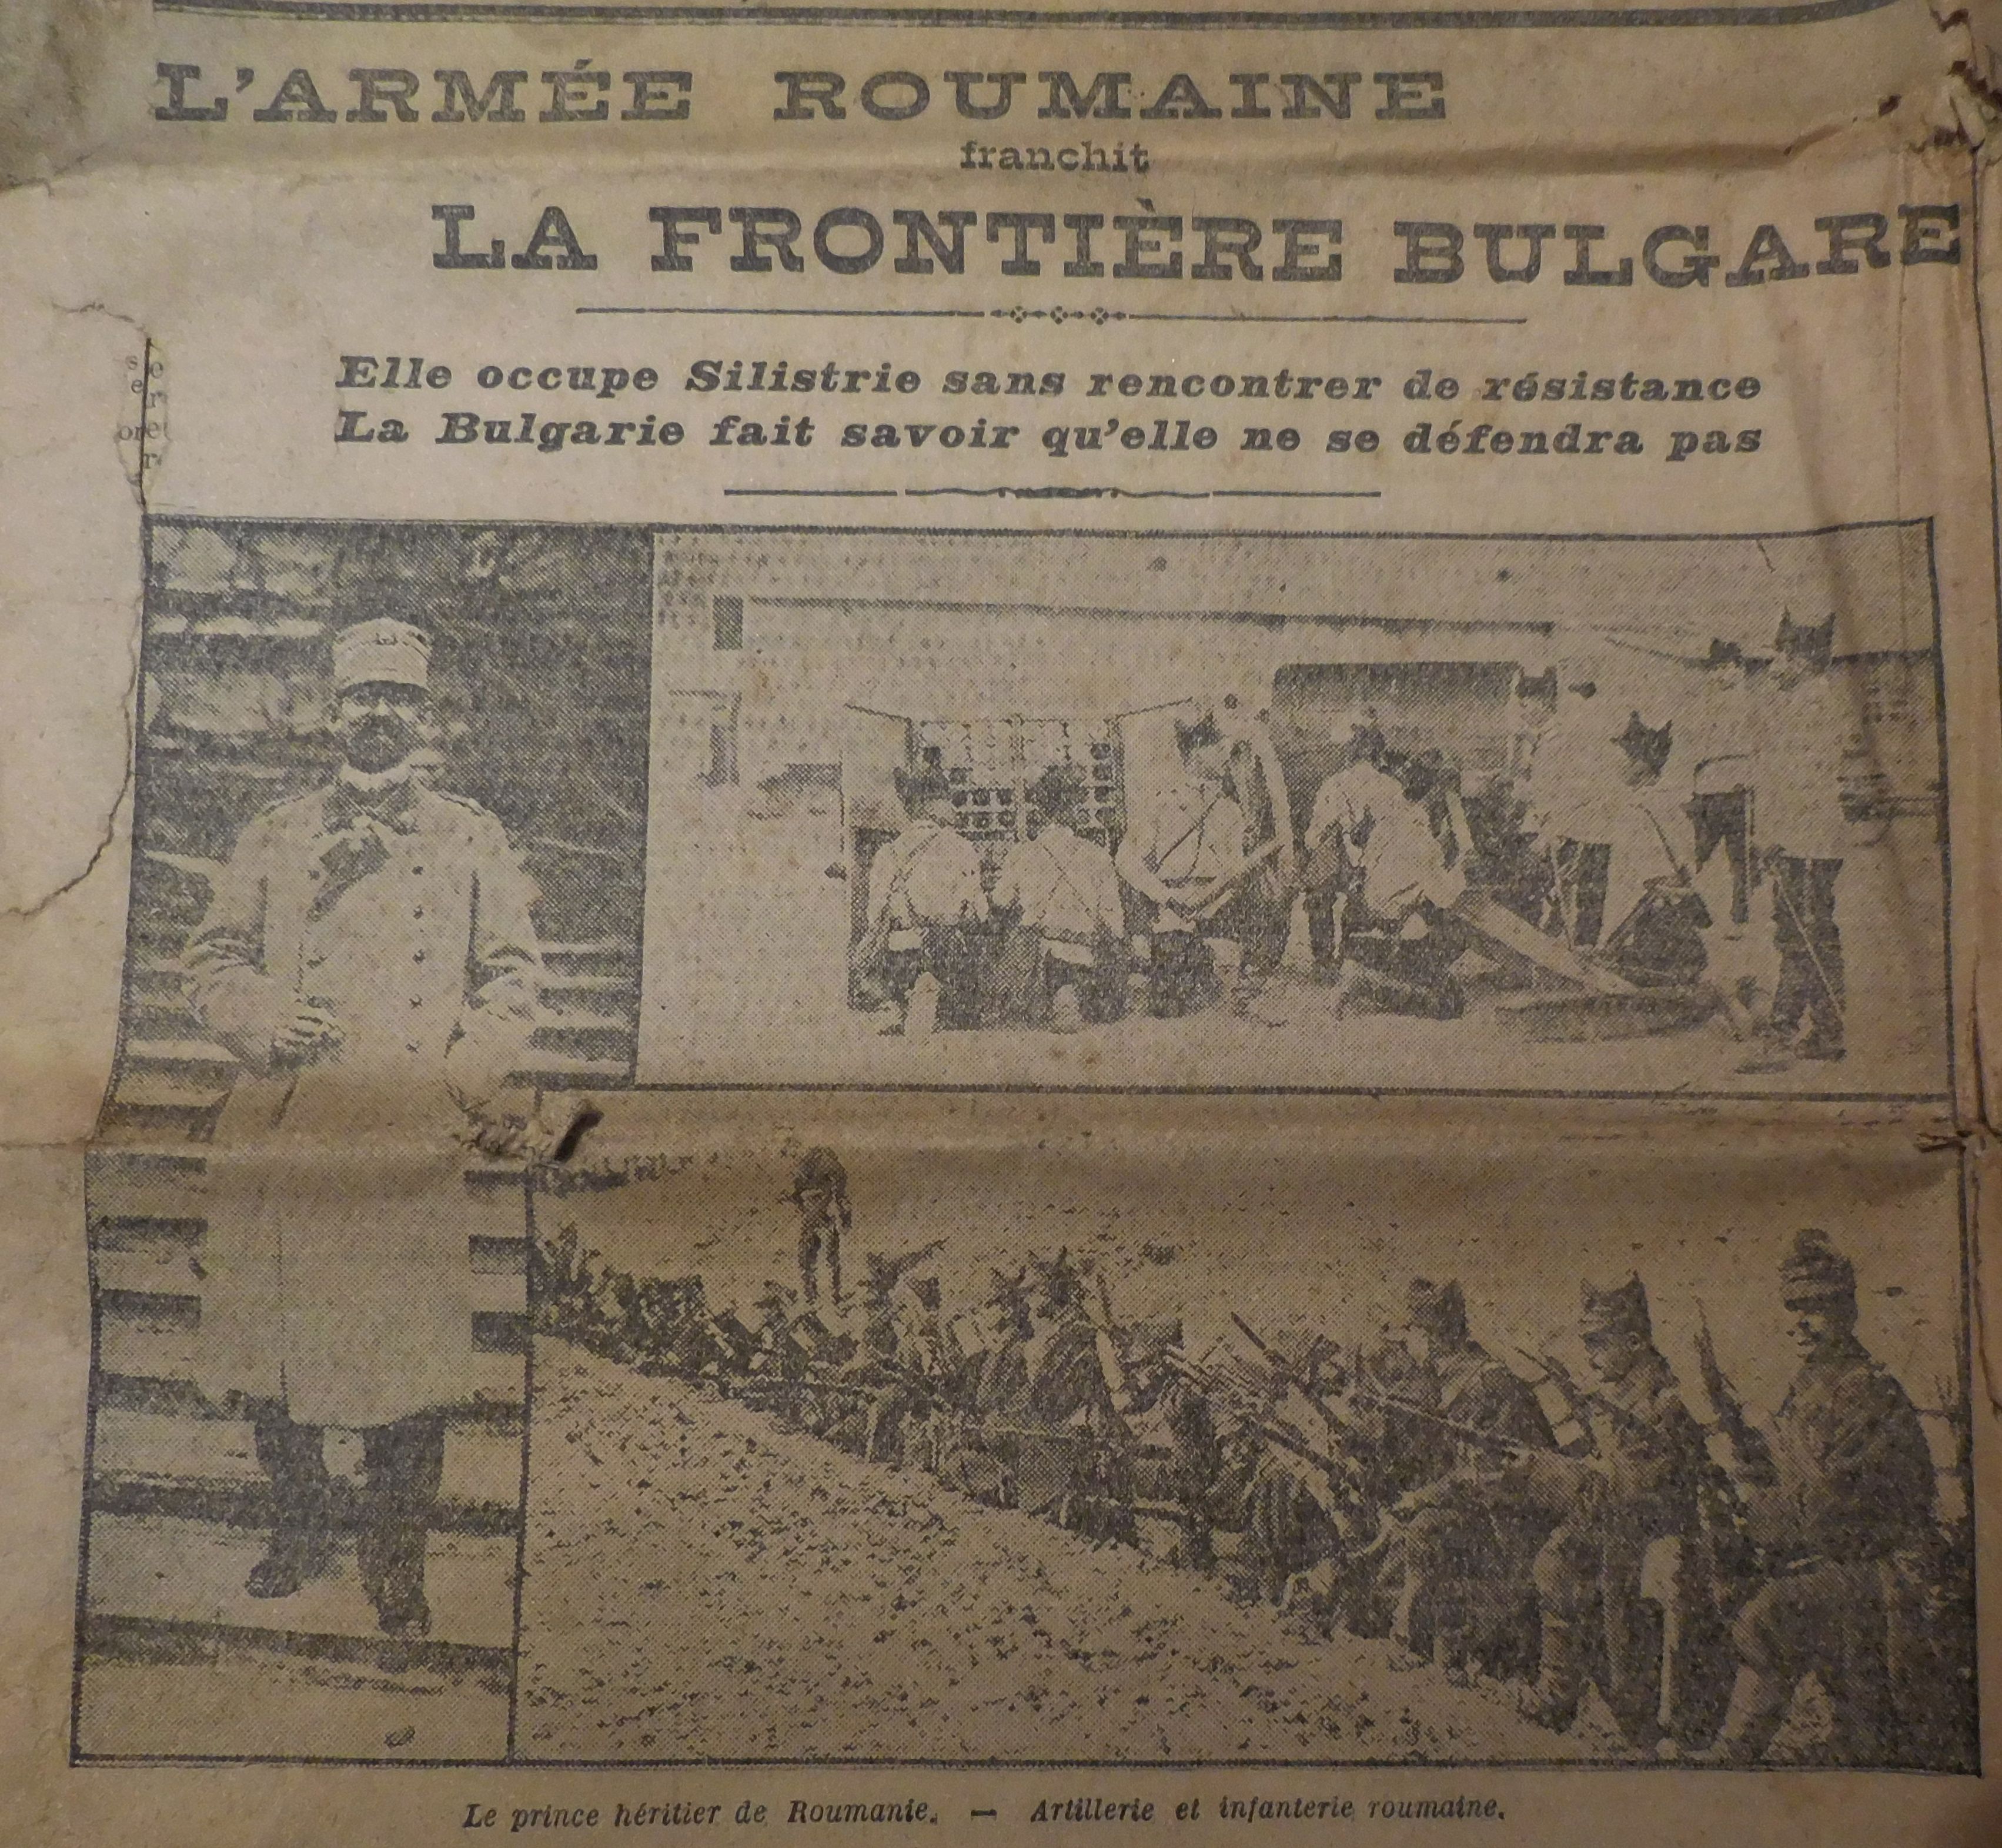 L'ARMÉE ROUMAINE
franchit
LA FRONTIÈRE BULGARE
Elle occupe Silistrie sans rencontrer de résistance
La Bulgarie fait savoir qu'elle ne se défendra pas
Le prince héritier de Roumanie. — Artillerie et infanterie roumaine.